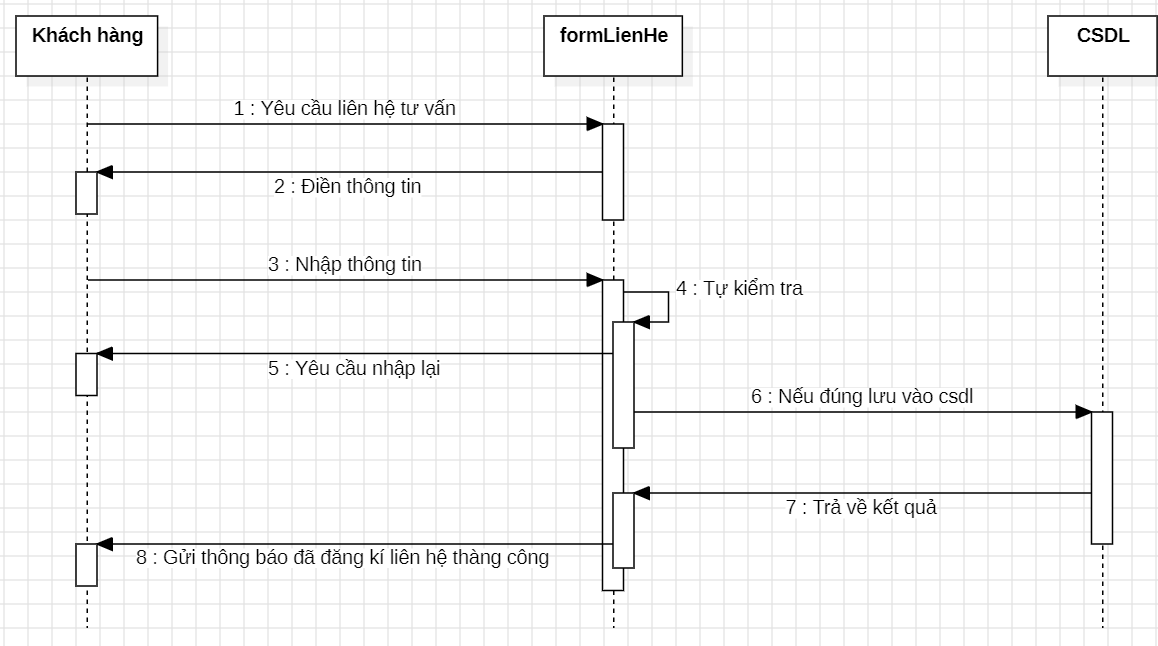 Khách hàng
formLienHe
CSDL
1 : Yêu cầu liên hệ tư vấn
2 : Điền thông tin
3 : Nhập thông tin
4 : Tự kiểm tra
5 : Yêu cầu nhập lại
6 : Nếu đúng lưu vào csdl
7 : Trả về kết quả
8 : Gửi thông báo đã đăng kí liên hệ thàng công